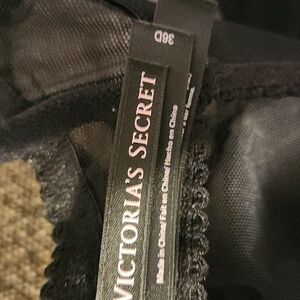 36D
VICTORIA'S SECRET
Made in China/ Fait en Chine/ Hecho en China